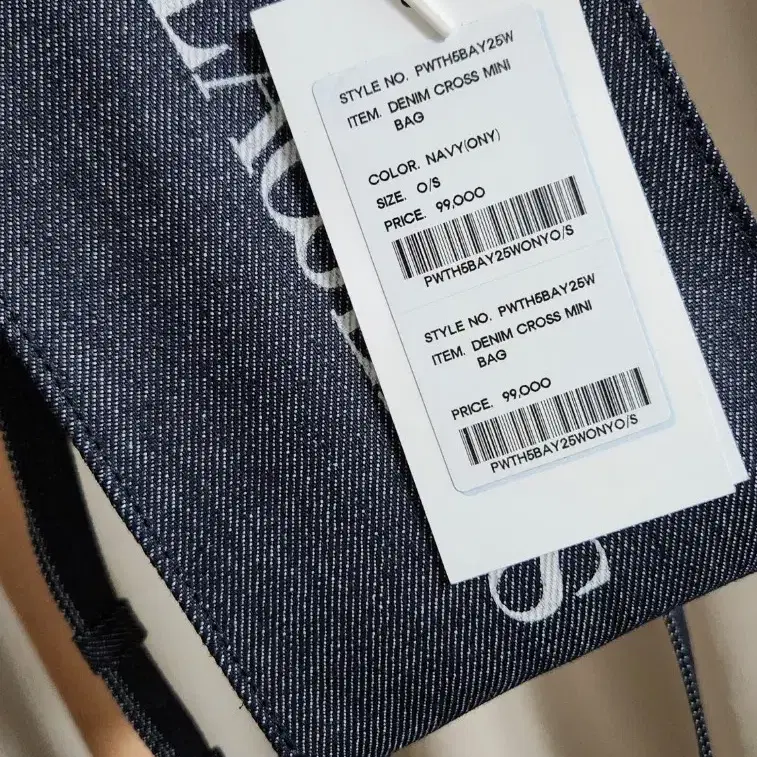 STYLE NO. PWTH5BAY25W
ITEM. DENIM CROSS MINI
BAG
COLOR. NAVY(ONY)
SIZE. O/S
PRICE. 99,000
PWTH5BAY25WONYO/S
STYLE NO. PWTH5BAY25W
ITEM. DENIM CROSS MINI
BAG
PRICE. 99,000
PWTH5BAY25WONYO/S